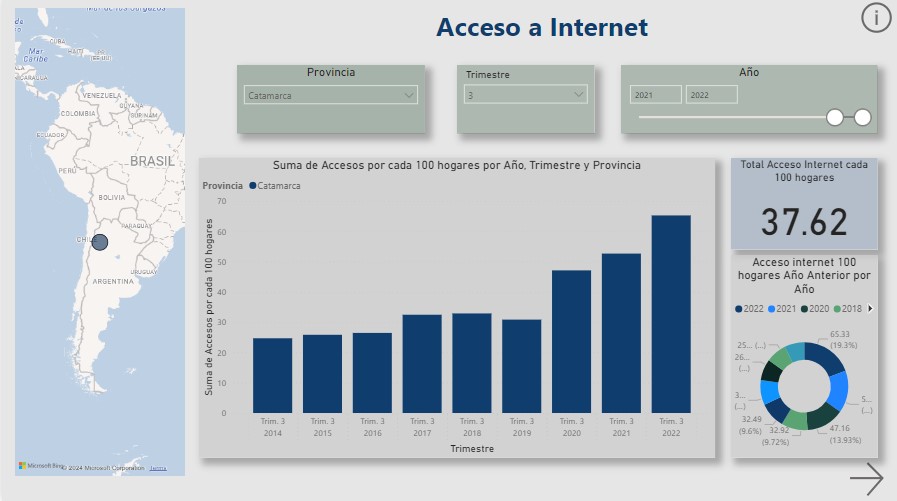 Acceso a Internet
i
Provincia
Catamarca
Trimestre
3
Año
2021
2022
CUBA
HAITÍ
Mar
Caribe
VENEZUELA
GUYANA
SURINAM
COLOMBIA
ECUADOR
BRASIL
PERÚ
BOLIVIA
PARAGUAY
CHILE
URUGUAY
ARGENTINA
Microsoft Bing
© 2024 Microsoft Corporation
Terms
Suma de Accesos por cada 100 hogares por Año, Trimestre y Provincia
Provincia
Catamarca
Suma de Accesos por cada 100 hogares
70
60
50
40
30
20
10
0
Trim. 3 Trim. 3 Trim. 3 Trim. 3 Trim. 3 Trim. 3 Trim. 3 Trim. 3 Trim. 3
2014 2015 2016 2017 2018 2019 2020 2021 2022
Trimestre
Total Acceso Internet cada
100 hogares
37.62
Acceso internet 100
hogares Año Anterior por
Año
2022 2021 2020 2018
65.33
(19.3%)
5...
(...)
47.16
(13.93%)
32.92
(9.72%)
32.49
(9.6%)
3...
(...)
26...
(...)
25... (...)